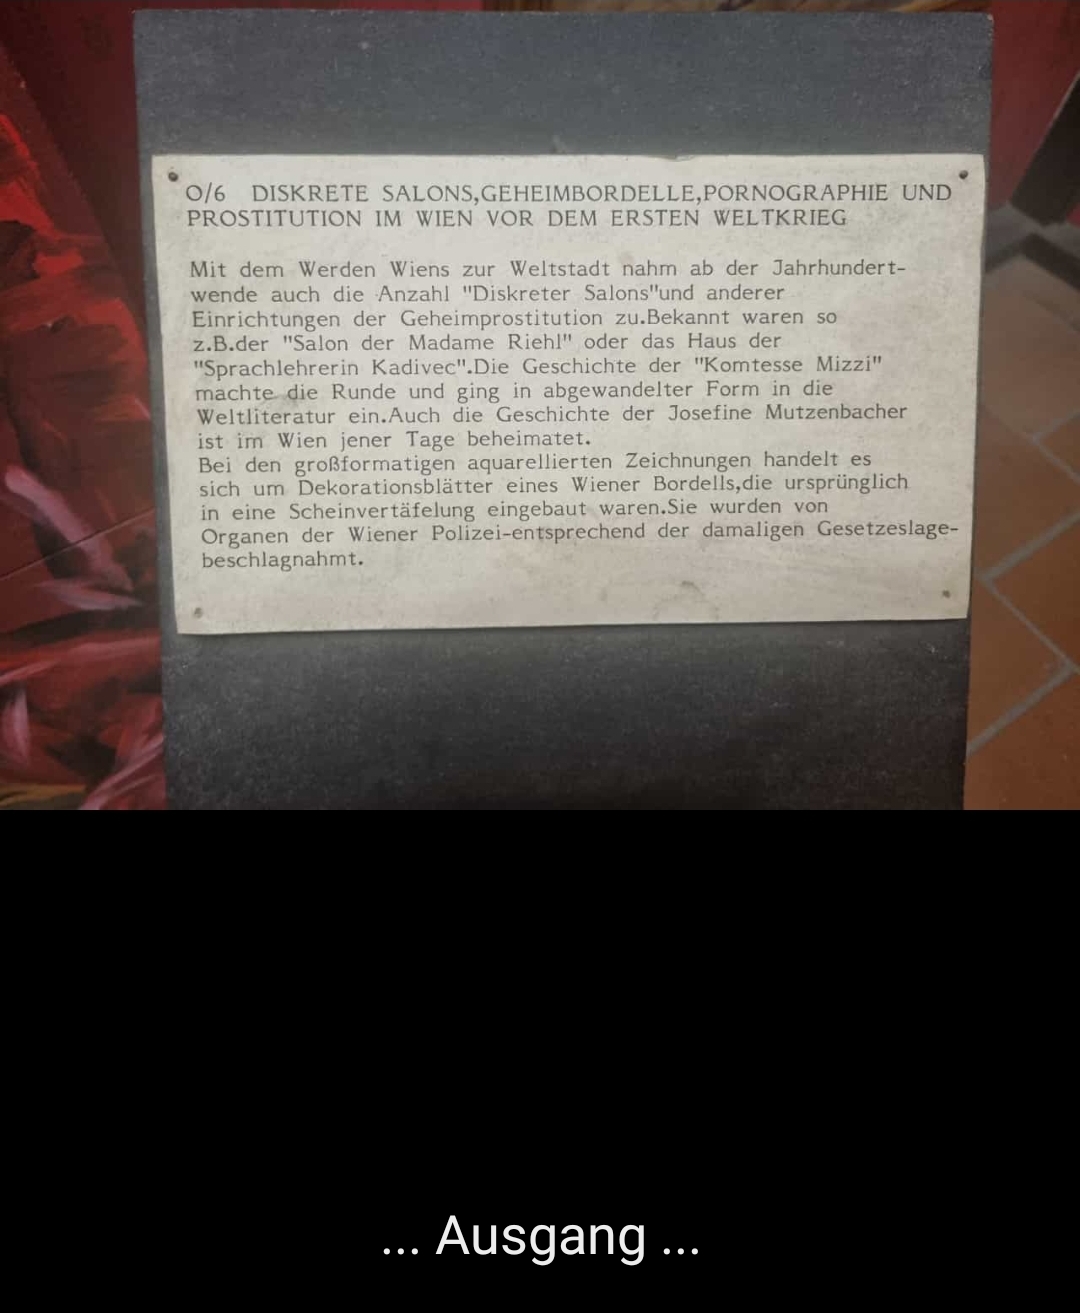 O/6 DISKRETE SALONS,GEHEIMBORDELLE,PORNOGRAPHIE UND
PROSTITUTION IM WIEN VOR DEM ERSTEN WELTKRIEG
Mit dem Werden Wiens zur Weltstadt nahm ab der Jahrhundert-
wende auch die Anzahl "Diskreter Salons"und anderer
Einrichtungen der Geheimprostitution zu.Bekannt waren so
z.B.der "Salon der Madame Riehl" oder das Haus der
"Sprachlehrerin Kadivec".Die Geschichte der "Komtesse Mizzi"
machte die Runde und ging in abgewandelter Form in die
Weltliteratur ein.Auch die Geschichte der Josefine Mutzenbacher
ist im Wien jener Tage beheimatet.
Bei den großformatigen aquarellierten Zeichnungen handelt es
sich um Dekorationsblätter eines Wiener Bordells,die ursprünglich
in eine Scheinvertäfelung eingebaut waren.Sie wurden von
Organen der Wiener Polizei-entsprechend der damaligen Gesetzeslage-
beschlagnahmt.
... Ausgang ...